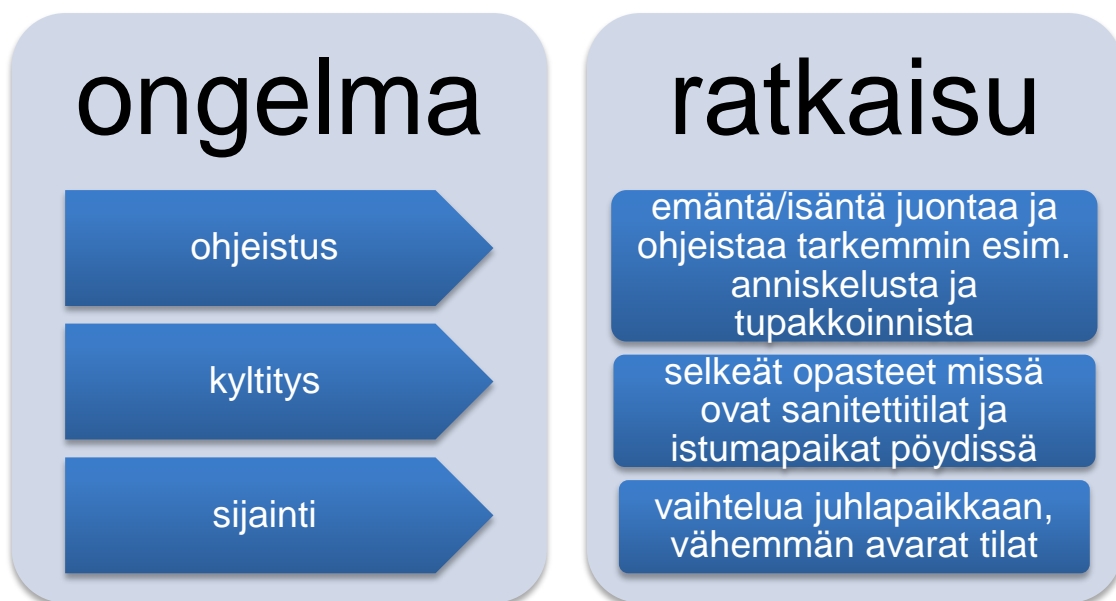 ongelma
ohjeistus
kyltitys
sijainti
ratkaisu
emäntä/isäntä juontaa ja
ohjeistaa tarkemmin esim.
anniskelusta ja
tupakkoinnista
selkeät opasteet missä
ovat sanitettitilat ja
istumapaikat pöydissä
vaihtelua juhlapaikkaan,
vähemmän avarat tilat